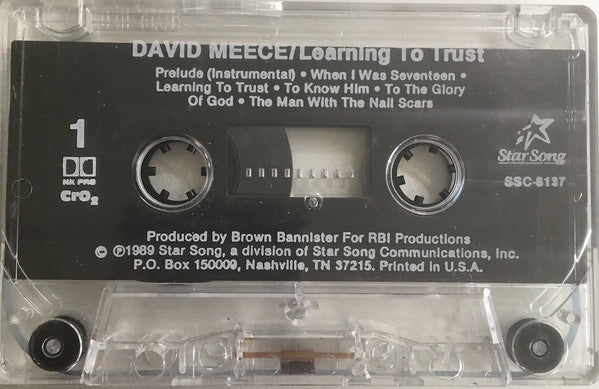 DAVID MEECE/Learning To Trust
Prelude (Instrumental) • When I Was Seventeen •
Learning To Trust • To Know Him • To The Glory
Of God • The Man With The Nail Scars
1
HX PRO
CrO2
Star Song
SSC-8137
Produced by Brown Bannister For RBI Productions
© ℗1989 Star Song, a division of Star Song Communications, Inc.
P.O. Box 150009, Nashville, TN 37215. Printed in U.S.A.